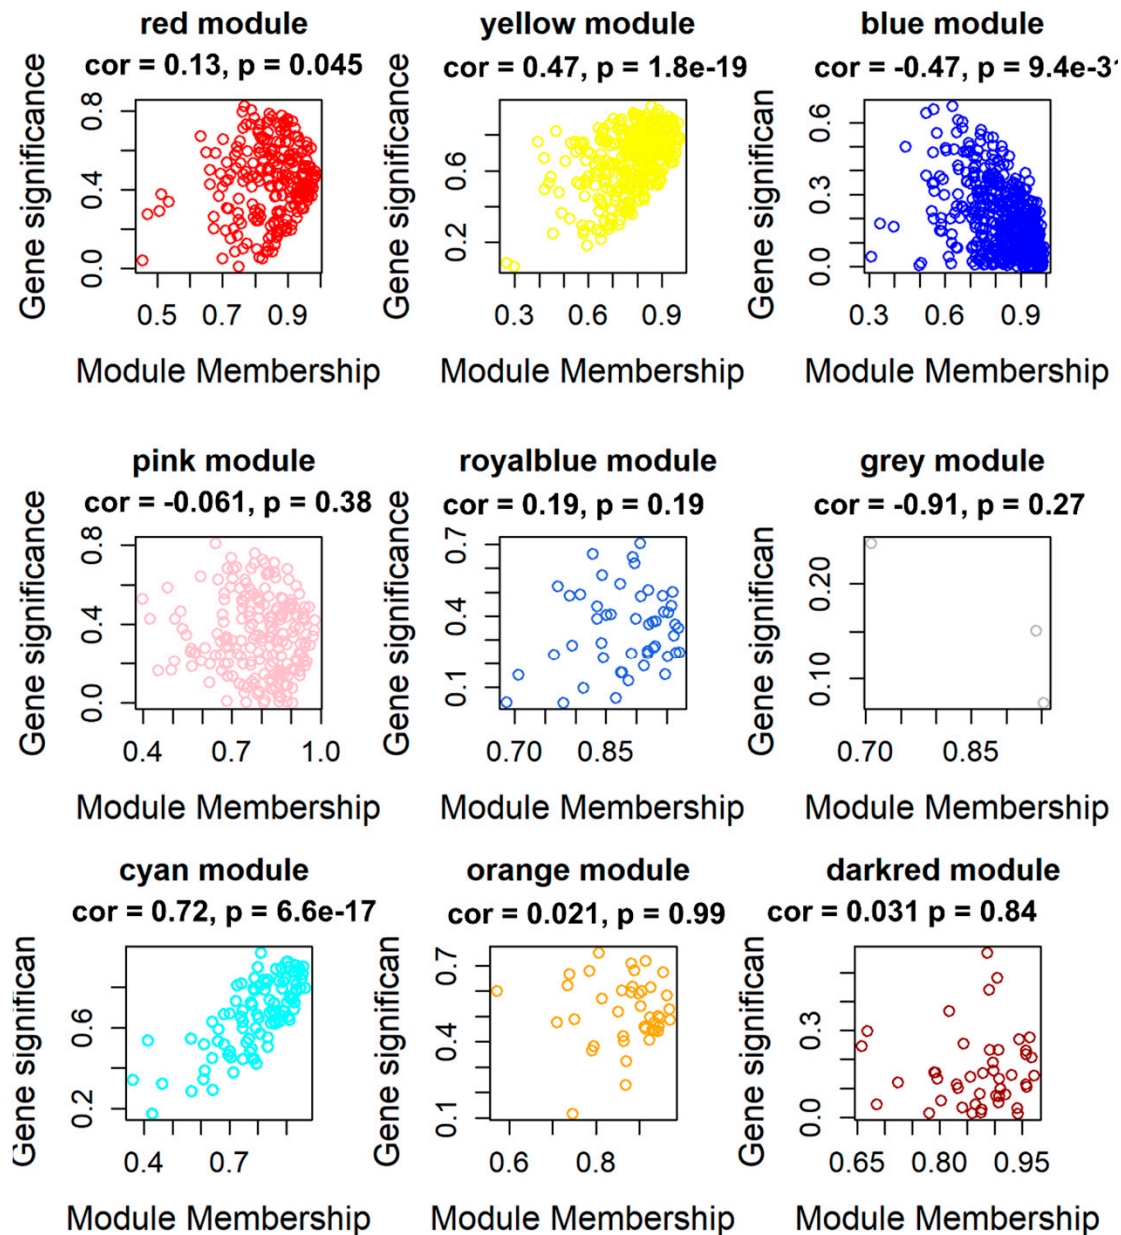 red module
cor = 0.13, p = 0.045
Gene significance
0.0 0.4 0.8
0.5 0.7 0.9
Module Membership
yellow module
cor = 0.47, p = 1.8e-19
Gene significance
0.2 0.6
0.3 0.6 0.9
Module Membership
blue module
cor = -0.47, p = 9.4e-31
Gene significan
0.0 0.3 0.6
0.3 0.6 0.9
Module Membership
pink module
cor = -0.061, p = 0.38
Gene significance
0.0 0.4 0.8
0.4 0.7 1.0
Module Membership
royalblue module
cor = 0.19, p = 0.19
Gene significance
0.1 0.4 0.7
0.70 0.85
Module Membership
grey module
cor = -0.91, p = 0.27
Gene significan
0.10 0.20
0.70 0.85
Module Membership
cyan module
cor = 0.72, p = 6.6e-17
Gene significan
0.2 0.6
0.4 0.7
Module Membership
orange module
cor = 0.021, p = 0.99
Gene significan
0.1 0.4 0.7
0.6 0.8
Module Membership
darkred module
cor = 0.031 p = 0.84
Gene significan
0.0 0.3
0.65 0.80 0.95
Module Membership